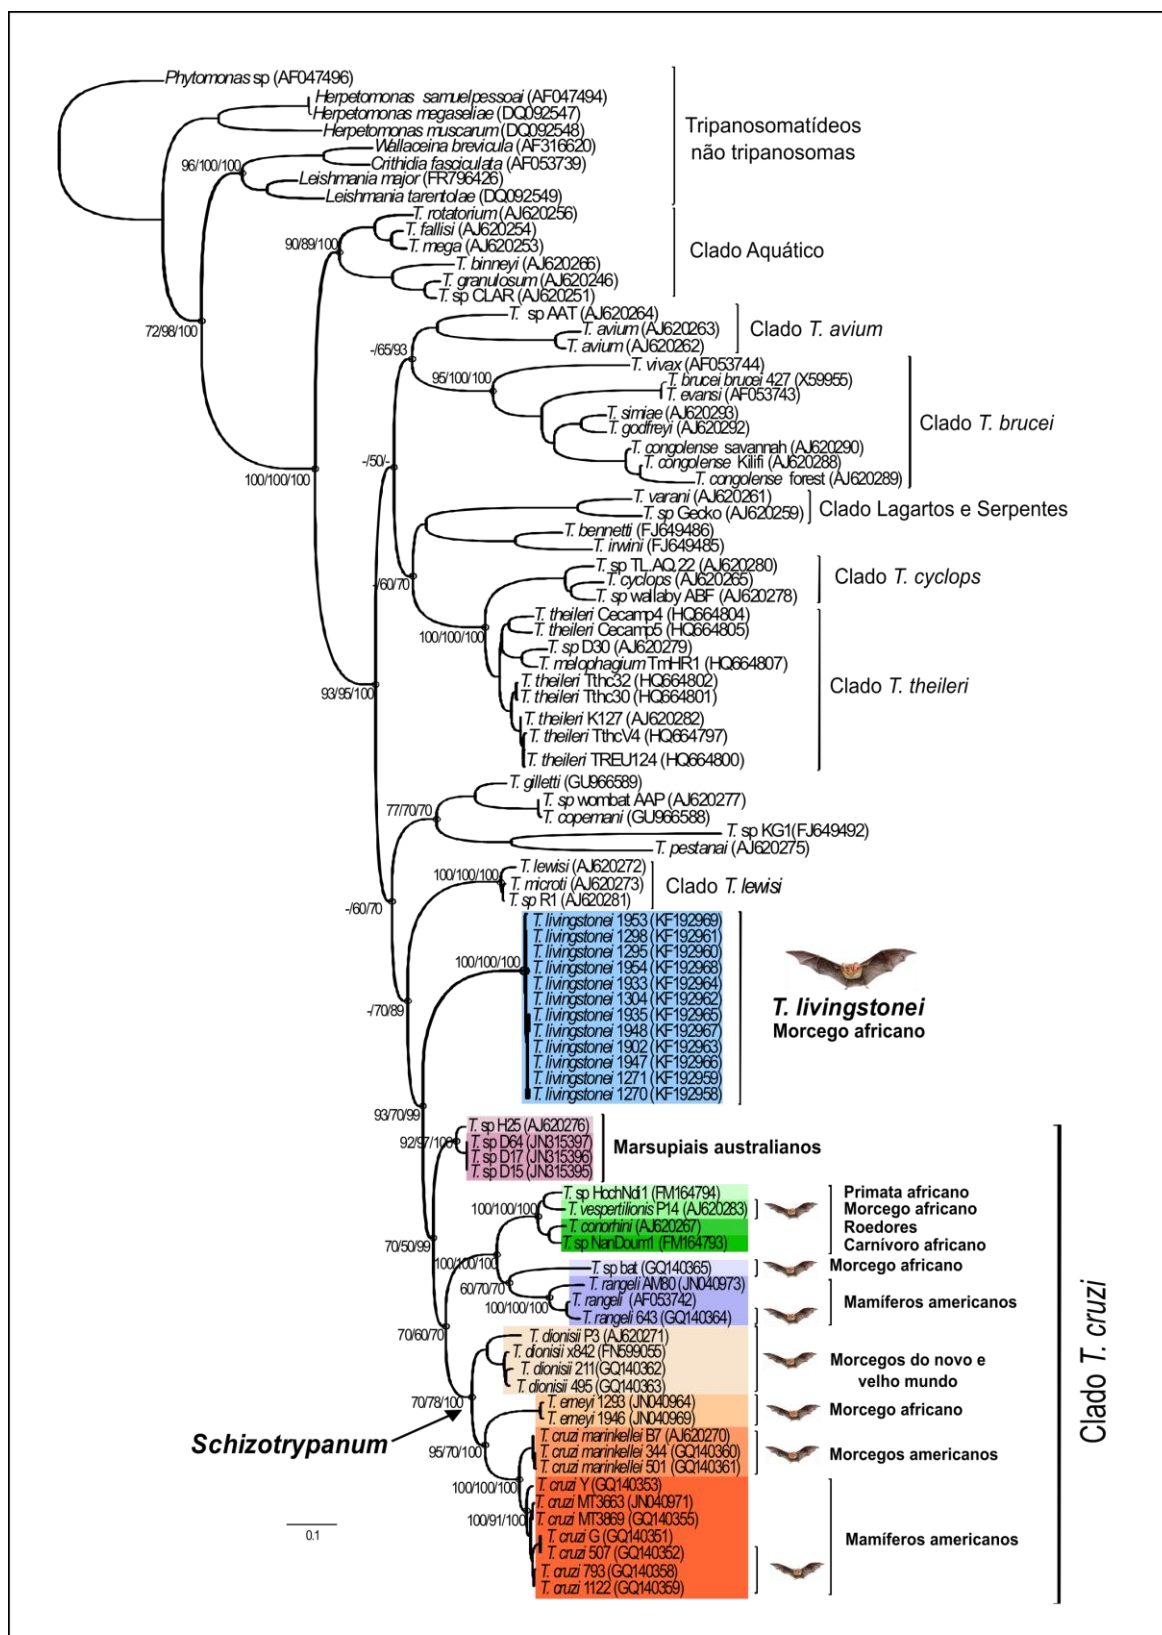 Phytomonas sp (AF047496)
Herpetomonas samuelpessoai (AF047494)
Herpetomonas megaseliae (DQ092547)
Herpetomonas muscarum (DQ092548)
Wallaceina brevicula (AF316620)
Crithidia fasciculata (AF053739)
Leishmania major (FR796426)
Leishmania tarentolae (DQ092549)
Tripanosomatídeos
não tripanosomas
96/100/100
72/98/100
T. rotatorium (AJ620256)
T. fallisi (AJ620254)
T. mega (AJ620253)
T. binneyi (AJ620266)
T. granulosum (AJ620246)
T. sp CLAR (AJ620251)
Clado Aquático
90/89/100
100/100/100
T. sp AAT (AJ620264)
T. avium (AJ620263)
T. avium (AJ620262)
Clado T. avium
-/65/93
95/100/100
T. vivax (AF053744)
T. brucei brucei 427 (X59955)
T. evansi (AF053743)
T. simiae (AJ620293)
T. godfreyi (AJ620292)
T. congolense savannah (AJ620290)
T. congolense Kilifi (AJ620288)
T. congolense forest (AJ620289)
Clado T. brucei
-/50/-
T. varani (AJ620261)
T. sp Gecko (AJ620259)
Clado Lagartos e Serpentes
T. bennetti (FJ649486)
T. irwini (FJ649485)
-/60/70
T. sp TL.AQ.22 (AJ620280)
T. cyclops (AJ620265)
T. sp wallaby ABF (AJ620278)
Clado T. cyclops
100/100/100
T. theileri Cecamp4 (HQ664804)
T. theileri Cecamp5 (HQ664805)
T. sp D30 (AJ620279)
T. melophagium TmHR1 (HQ664807)
T. theileri Tthc32 (HQ664802)
T. theileri Tthc30 (HQ664801)
T. theileri K127 (AJ620282)
T. theileri TthcV4 (HQ664797)
T. theileri TREU124 (HQ664800)
Clado T. theileri
93/95/100
T. gilletti (GU966589)
T. sp wombat AAP (AJ620277)
T. copemani (GU966588)
T. sp KG1(FJ649492)
T. pestanai (AJ620275)
77/70/70
-/60/70
T. lewisi (AJ620272)
T. microti (AJ620273)
T. sp R1 (AJ620281)
Clado T. lewisi
100/100/100
T. livingstonei 1953 (KF192969)
T. livingstonei 1298 (KF192961)
T. livingstonei 1295 (KF192960)
T. livingstonei 1954 (KF192968)
T. livingstonei 1933 (KF192964)
T. livingstonei 1304 (KF192962)
T. livingstonei 1935 (KF192965)
T. livingstonei 1948 (KF192967)
T. livingstonei 1902 (KF192963)
T. livingstonei 1947 (KF192966)
T. livingstonei 1271 (KF192959)
T. livingstonei 1270 (KF192958)
100/100/100
T. livingstonei
Morcego africano
-/70/89
93/70/99
T. sp H25 (AJ620276)
T. sp D64 (JN315397)
T. sp D17 (JN315396)
T. sp D15 (JN315395)
92/97/100
Marsupiais australianos
70/50/99
T. sp HochNdi1 (FM164794)
T. vespertilionis P14 (AJ620283)
T. conorhini (AJ620267)
T. sp NanDoum1 (FM164793)
100/100/100
Primata africano
Morcego africano
Roedores
Carnívoro africano
100/100/100
T. sp bat (GQ140365)
Morcego africano
60/70/70
T. rangeli AM80 (JN040973)
T. rangeli (AF053742)
T. rangeli 643 (GQ140364)
100/100/100
Mamíferos americanos
70/60/70
T. dionisii P3 (AJ620271)
T. dionisii x842 (FN599055)
T. dionisii 211(GQ140362)
T. dionisii 495 (GQ140363)
Morcegos do novo e
velho mundo
70/78/100
Schizotrypanum
T. erneyi 1293 (JN040964)
T. erneyi 1946 (JN040969)
Morcego africano
95/70/100
T. cruzi marinkellei B7 (AJ620270)
T. cruzi marinkellei 344 (GQ140360)
T. cruzi marinkellei 501 (GQ140361)
Morcegos americanos
100/100/100
T. cruzi Y (GQ140353)
T. cruzi MT3663 (JN040971)
T. cruzi MT3869 (GQ140355)
T. cruzi G (GQ140351)
T. cruzi 507 (GQ140352)
T. cruzi 793 (GQ140358)
T. cruzi 1122 (GQ140359)
100/91/100
Mamíferos americanos
Clado T. cruzi
0.1